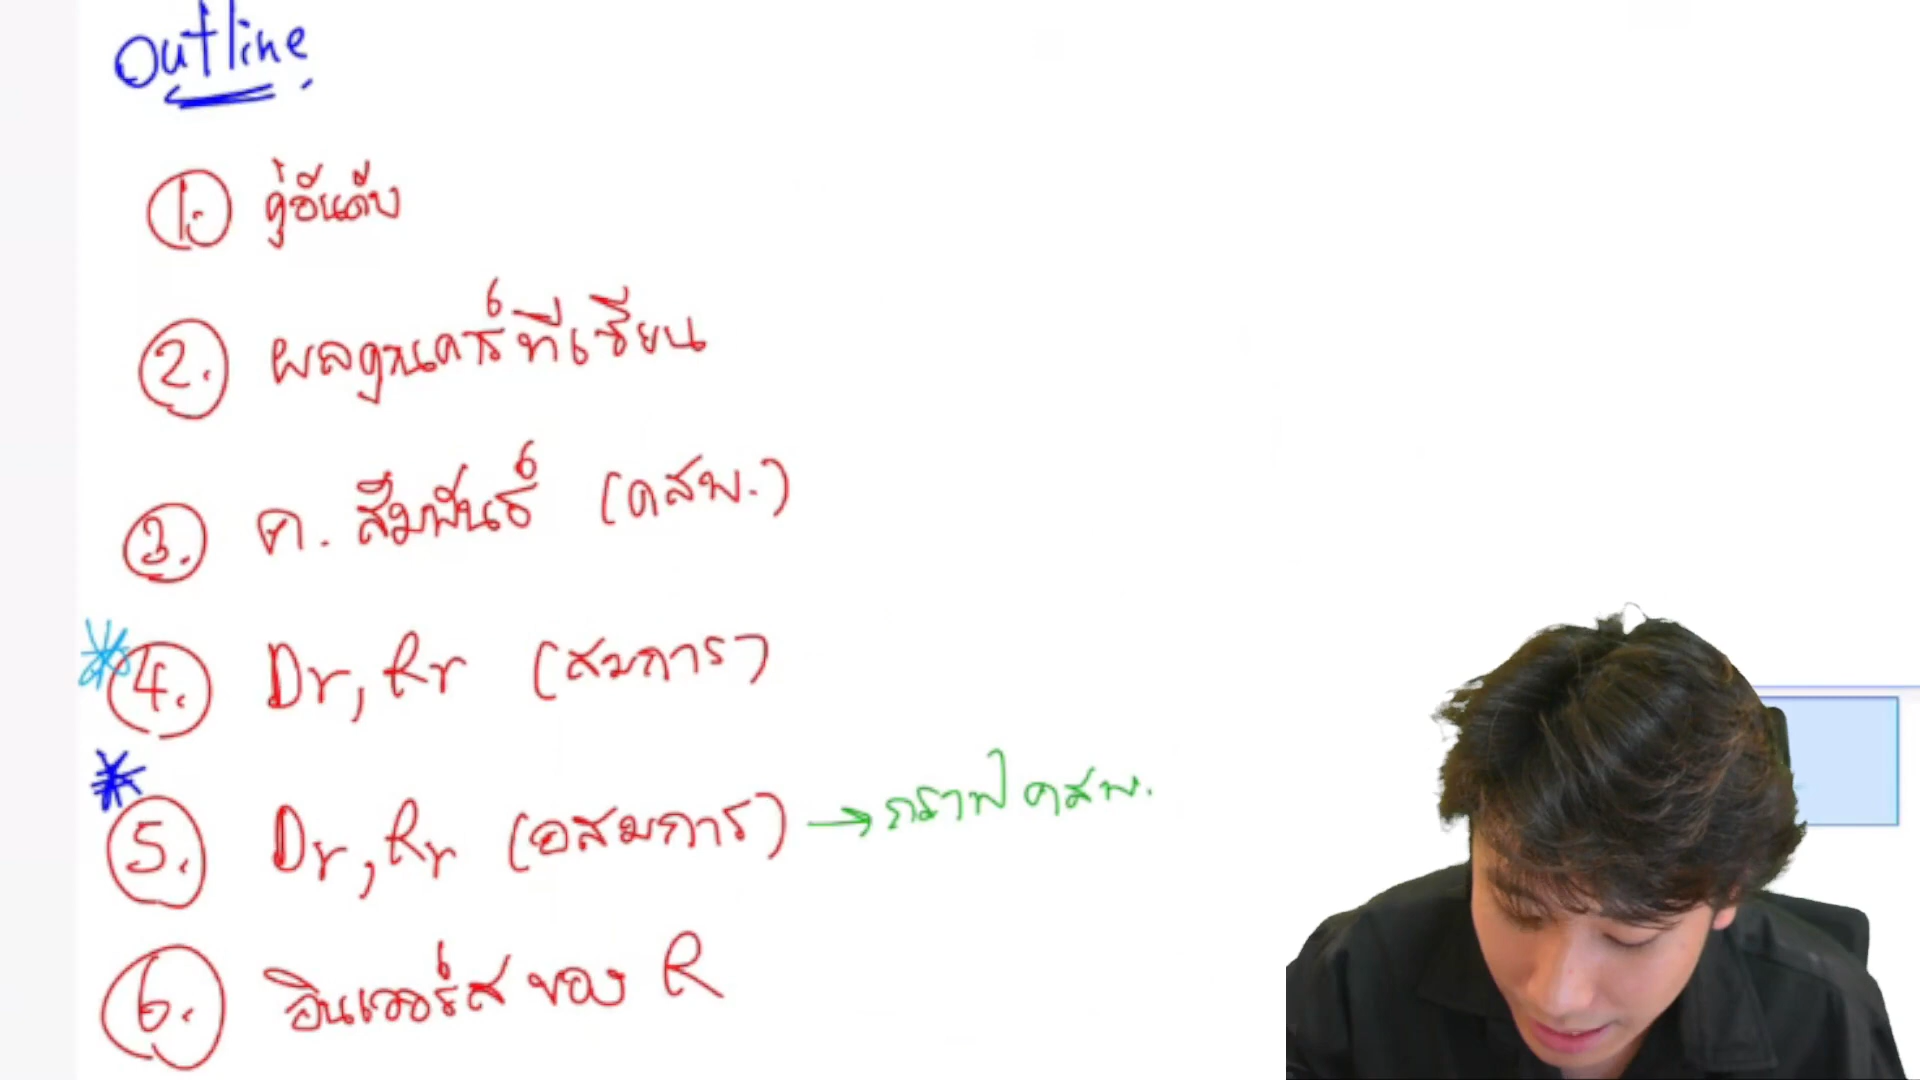 Outline
1. คู่อันดับ
2. ผลคูณคาร์ทีเซียน
3. ค. สัมพันธ์ (คสพ.)
4. Dr, Rr (สมการ)
5. Dr, Rr (อสมการ) → กราฟ คสพ.
6. อินเวอร์ส ของ R